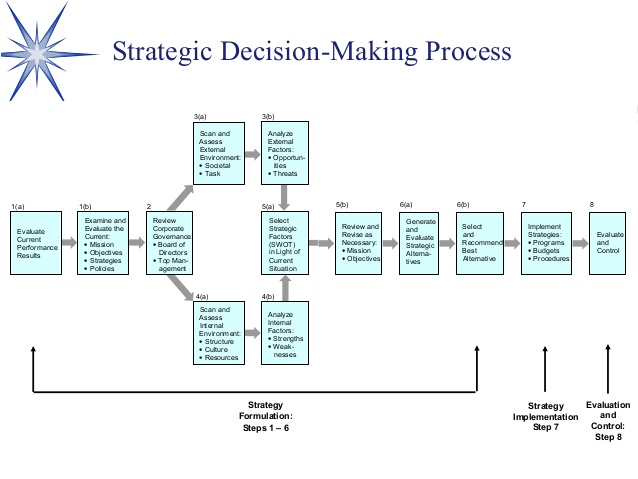 Strategic Decision-Making Process
3(a)
Scan and
Assess
External
Environment:
• Societal
• Task
3(b)
Analyze
External
Factors:
• Opportun-
ities
• Threats
1(a)
Evaluate
Current
Performance
Results
1(b)
Examine and
Evaluate the
Current:
• Mission
• Objectives
• Strategies
• Policies
2
Review
Corporate
Governance:
• Board of
Directors
• Top Man-
agement
5(a)
Select
Strategic
Factors
(SWOT)
in Light of
Current
Situation
5(b)
Review and
Revise as
Necessary:
• Mission
• Objectives
6(a)
Generate
and
Evaluate
Strategic
Alterna-
tives
6(b)
Select
and
Recommend
Best
Alternative
7
Implement
Strategies:
• Programs
• Budgets
• Procedures
8
Evaluate
and
Control
4(a)
Scan and
Assess
Internal
Environment:
• Structure
• Culture
• Resources
4(b)
Analyze
Internal
Factors:
• Strengths
• Weak-
nesses
Strategy
Formulation:
Steps 1 – 6
Strategy
Implementation
Step 7
Evaluation
and
Control:
Step 8